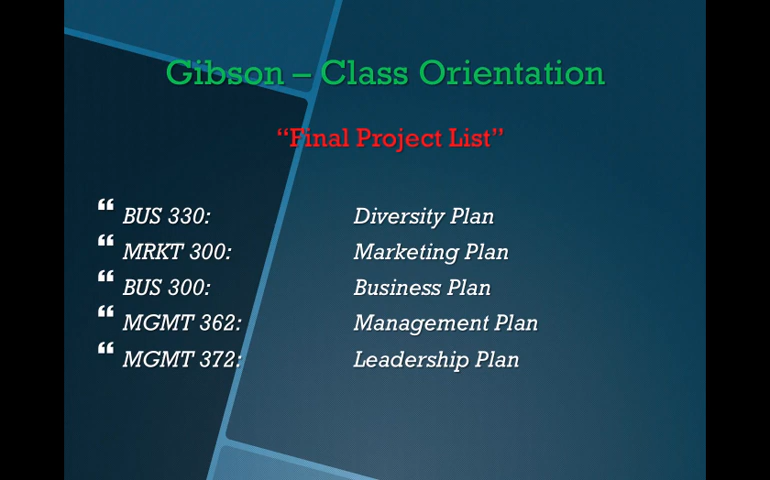 Gibson – Class Orientation
“Final Project List”
“ BUS 330: Diversity Plan
“ MRKT 300: Marketing Plan
“ BUS 300: Business Plan
“ MGMT 362: Management Plan
“ MGMT 372: Leadership Plan